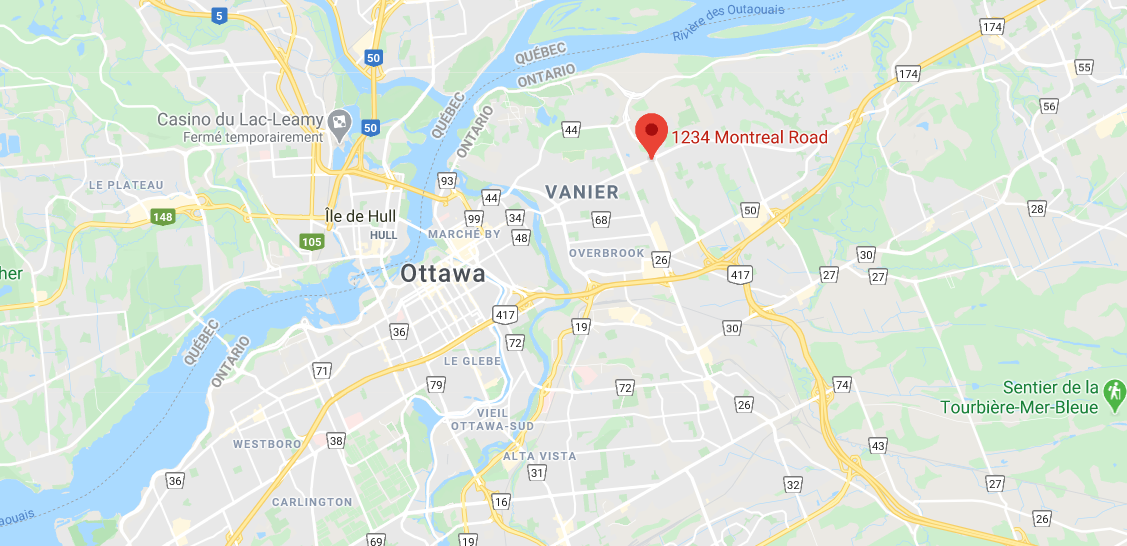 5
Rivière des Outaouais
174
QUÉBEC
ONTARIO
50
55
174
QUÉBEC
ONTARIO
56
Casino du Lac-Leamy
Fermé temporairement
50
44
1234 Montreal Road
LE PLATEAU
93
44
VANIER
148
Île de Hull
99
34
68
50
28
HULL
105
MARCHÉ BY
48
OVERBROOK
26
30
her
Ottawa
417
27
27
417
36
19
30
QUÉBEC
ONTARIO
72
LE GLEBE
71
79
72
74
Sentier de la
Tourbière-Mer-Bleue
26
VIEIL
OTTAWA-SUD
WESTBORO
38
43
ALTA VISTA
36
31
32
27
CARLINGTON
16
26
aouais
69
19